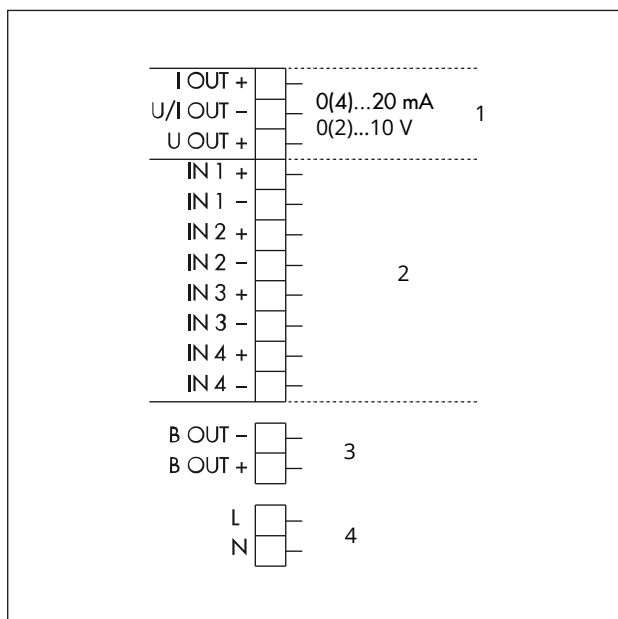 I OUT +
U/I OUT – 0(4)...20 mA 1
U OUT + 0(2)...10 V
IN 1 +
IN 1 –
IN 2 +
IN 2 –
2
IN 3 +
IN 3 –
IN 4 +
IN 4 –
B OUT –
3
B OUT +
L
4
N